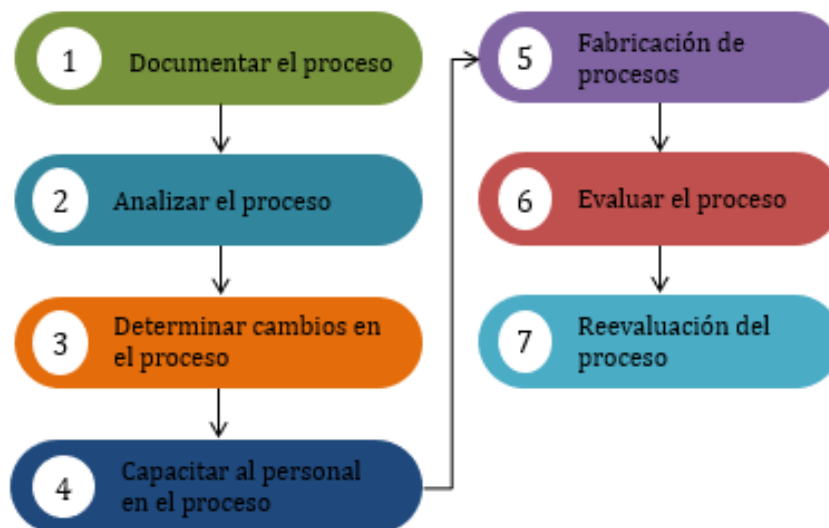 1
Documentar el proceso
2
Analizar el proceso
3
Determinar cambios en
el proceso
4
Capacitar al personal
en el proceso
5
Fabricación de
procesos
6
Evaluar el proceso
7
Reevaluación del
proceso